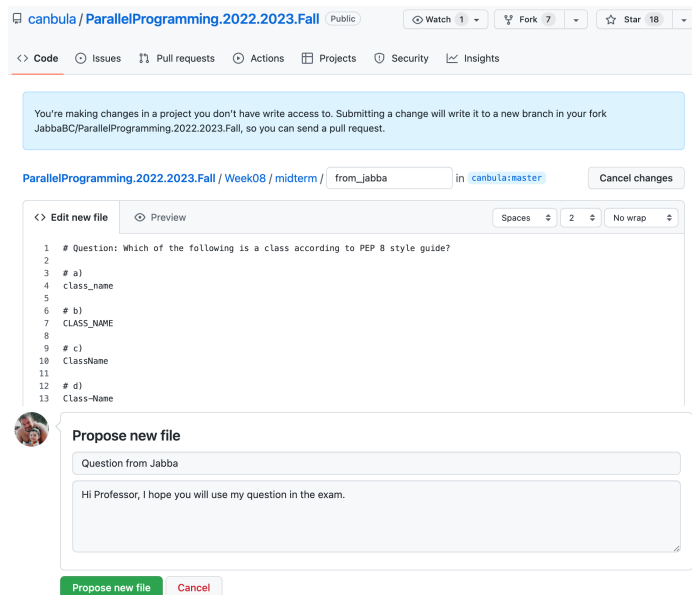 canbula / ParallelProgramming.2022.2023.Fall Public Watch 1 Fork 7 Star 18
Code Issues Pull requests Actions Projects Security Insights
You're making changes in a project you don't have write access to. Submitting a change will write it to a new branch in your fork
JabbaBC/ParallelProgramming.2022.2023.Fall, so you can send a pull request.
ParallelProgramming.2022.2023.Fall / Week08 / midterm / from_jabba in canbula:master Cancel changes
<> Edit new file Preview Spaces 2 No wrap
1 # Question: Which of the following is a class according to PEP 8 style guide?
2
3 # a)
4 class_name
5
6 # b)
7 CLASS_NAME
8
9 # c)
10 ClassName
11
12 # d)
13 Class-Name
Propose new file
Question from Jabba
Hi Professor, I hope you will use my question in the exam.
Propose new file Cancel